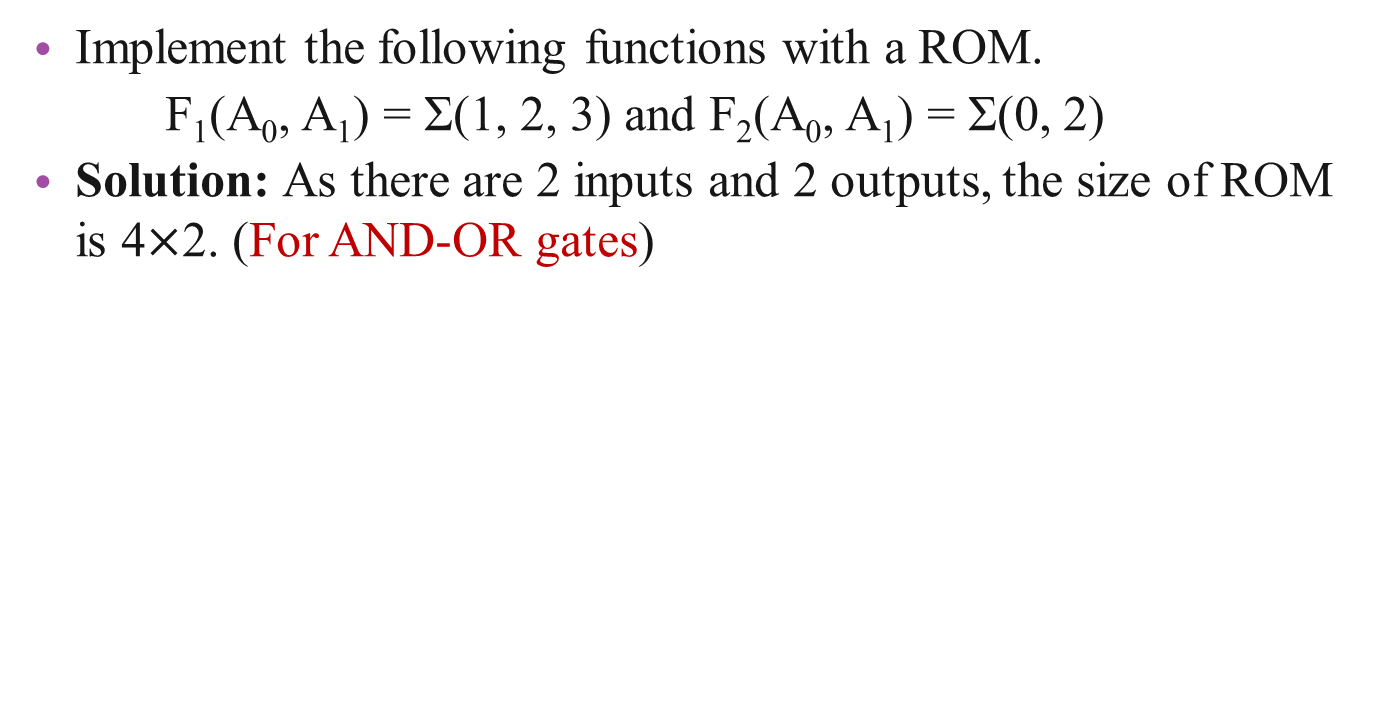 • Implement the following functions with a ROM.
F₁(A₀, A₁) = Σ(1, 2, 3) and F₂(A₀, A₁) = Σ(0, 2)
• Solution: As there are 2 inputs and 2 outputs, the size of ROM
is 4×2. (For AND-OR gates)